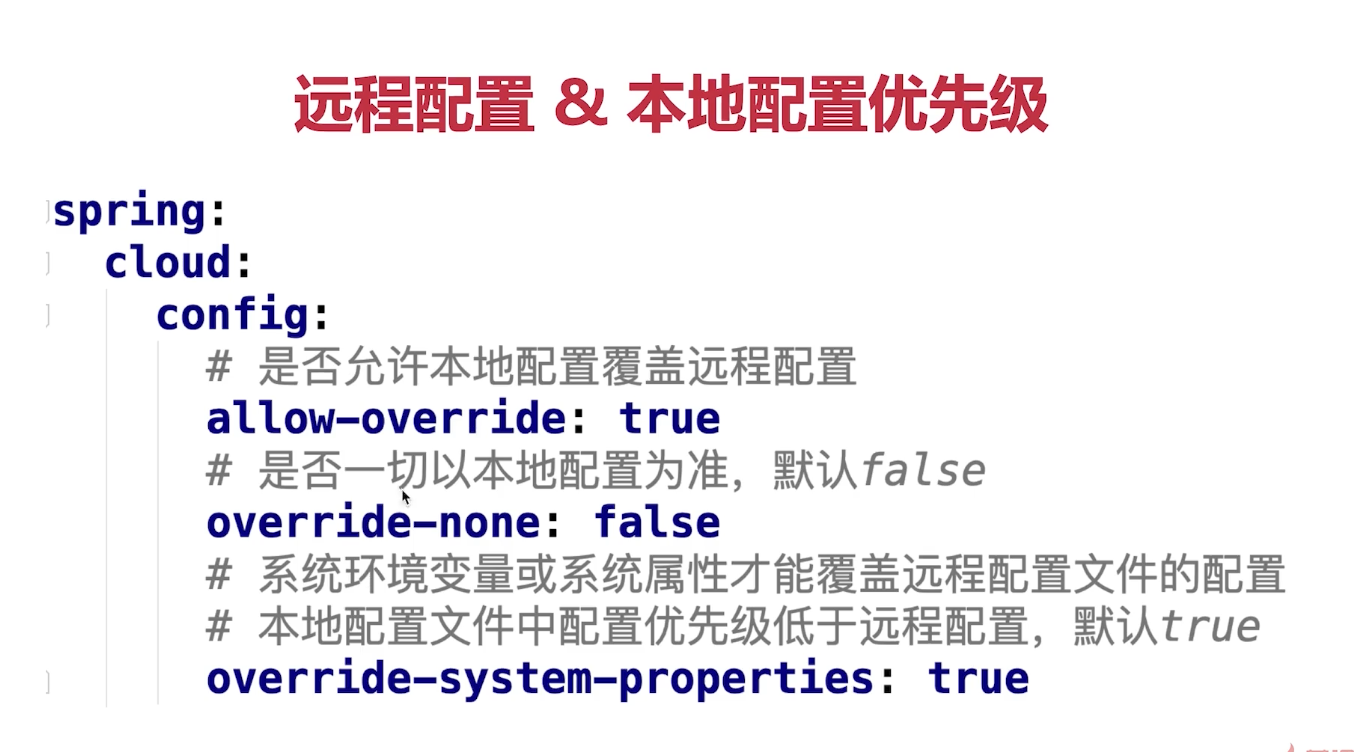 远程配置 & 本地配置优先级
spring:
cloud:
config:
# 是否允许本地配置覆盖远程配置
allow-override: true
# 是否一切以本地配置为准，默认false
override-none: false
# 系统环境变量或系统属性才能覆盖远程配置文件的配置
# 本地配置文件中配置优先级低于远程配置，默认true
override-system-properties: true